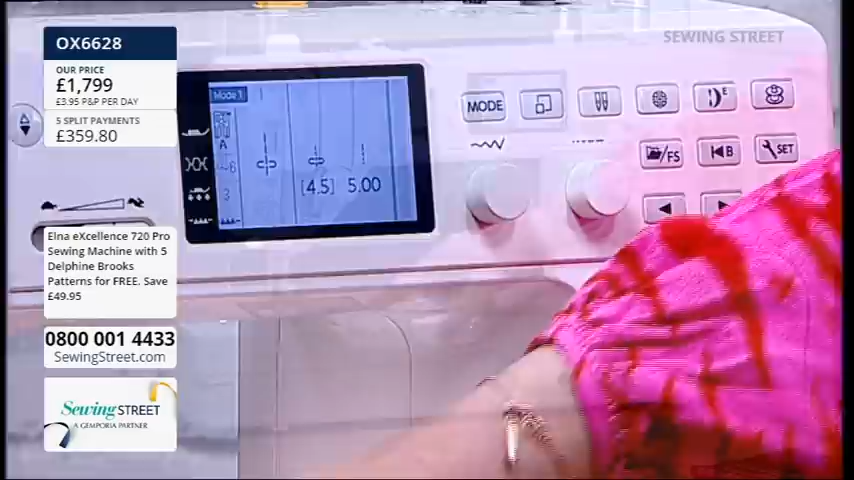 OX6628
OUR PRICE
£1,799
£3.95 P&P PER DAY
5 SPLIT PAYMENTS
£359.80
Elna eXcellence 720 Pro
Sewing Machine with 5
Delphine Brooks
Patterns for FREE. Save
£49.95
0800 001 4433
SewingStreet.com
Sewing STREET
A GEMPORIA PARTNER
SEWING STREET
Mode 1
A
6
3
[4.5] 5.00
MODE
E
/FS
B
SET